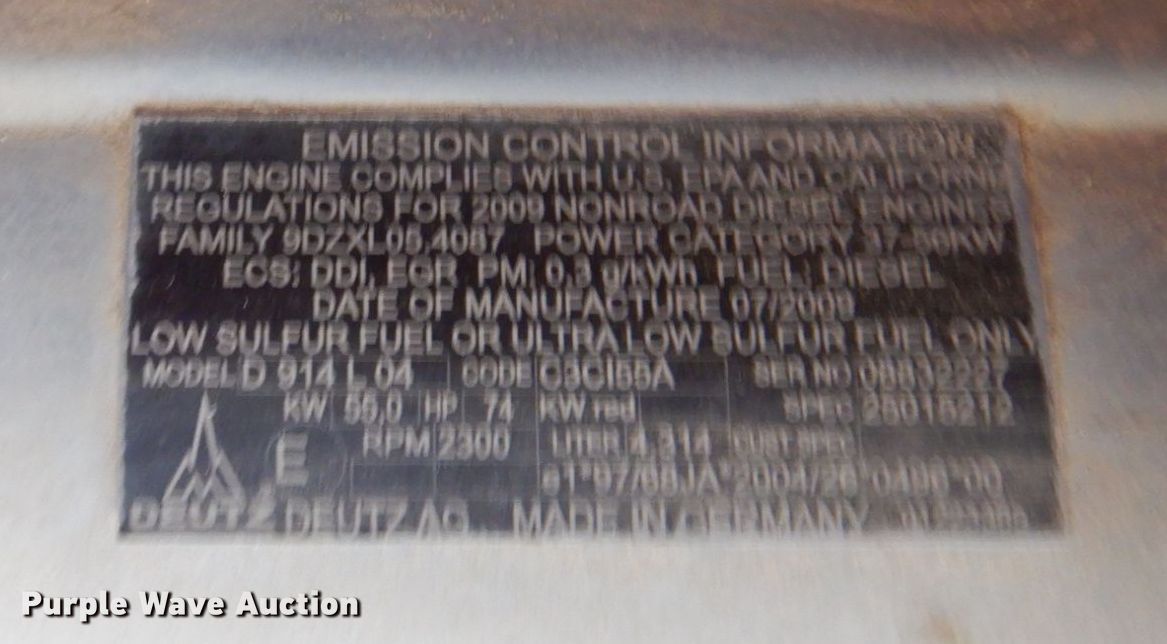 EMISSION CONTROL INFORMATION
THIS ENGINE COMPLIES WITH U.S. EPA AND CALIFORNIA
REGULATIONS FOR 2009 NONROAD DIESEL ENGINES
FAMILY 9DZXL05.4067 POWER CATEGORY 37-56KW
ECS: DDI, EGR PM 0,3 g/kWh FUEL: DIESEL
DATE OF MANUFACTURE 07/2009
LOW SULFUR FUEL OR ULTRA LOW SULFUR FUEL ONLY
MODEL D 914 L 04 CODE SER NO
KW 55,0 HP 74 KW red SPEC
E RPM 2300 LITER 4,314 CUST SPEC
DEUTZ DEUTZ AG MADE IN GERMANY
Purple Wave Auction